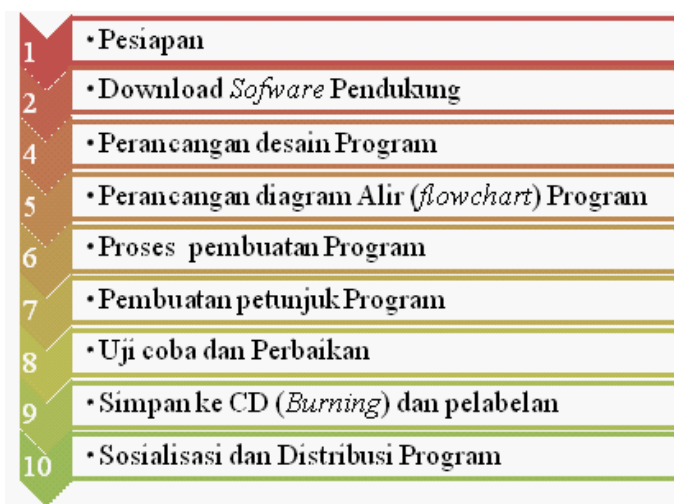 1 • Pesiapan
2 • Download Sofware Pendukung
4 • Perancangan desain Program
5 • Perancangan diagram Alir (flowchart) Program
6 • Proses pembuatan Program
7 • Pembuatan petunjuk Program
8 • Uji coba dan Perbaikan
9 • Simpan ke CD (Burning) dan pelabelan
10 • Sosialisasi dan Distribusi Program